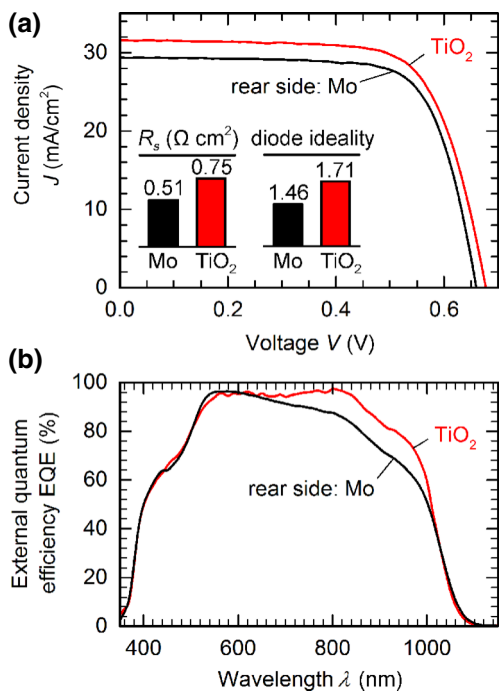 (a)
30
20
10
0
Current density
J (mA/cm²)
TiO₂
rear side: Mo
Rₛ (Ω cm²)
0.51
0.75
Mo
TiO₂
diode ideality
1.46
1.71
Mo
TiO₂
0.0
0.2
0.4
0.6
Voltage V (V)
(b)
100
80
60
40
20
0
External quantum
efficiency EQE (%)
TiO₂
rear side: Mo
400
600
800
1000
Wavelength λ (nm)